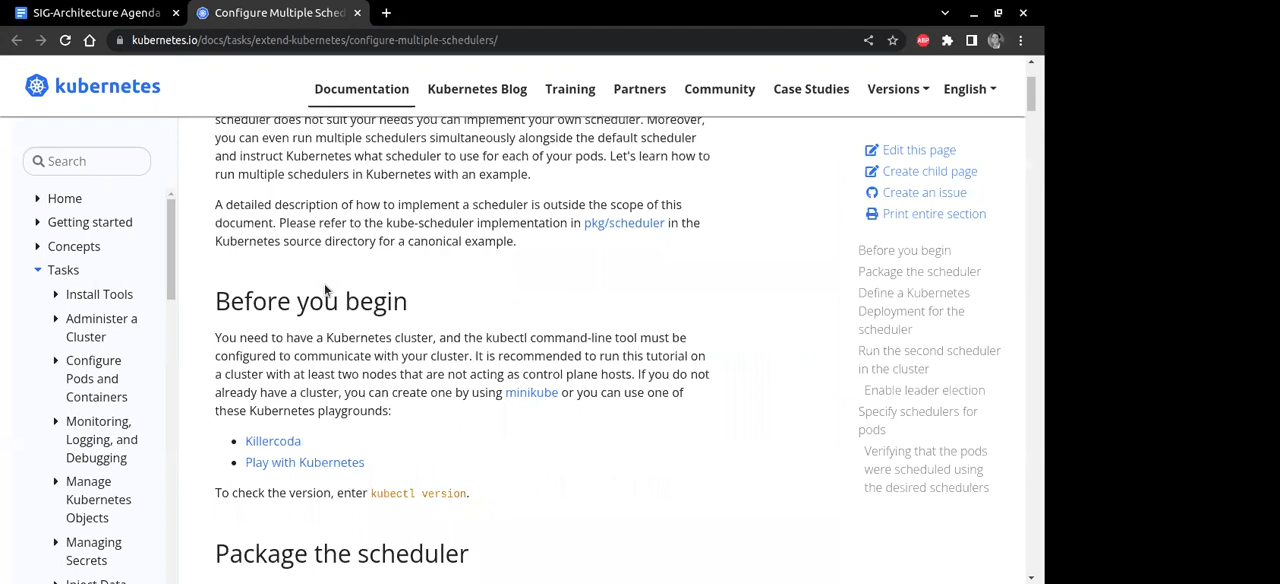 SIG-Architecture Agenda
Configure Multiple Sched
kubernetes.io/docs/tasks/extend-kubernetes/configure-multiple-schedulers/
ABP
kubernetes
Documentation
Kubernetes Blog
Training
Partners
Community
Case Studies
Versions
English
Search
Home
Getting started
Concepts
Tasks
Install Tools
Administer a
Cluster
Configure
Pods and
Containers
Monitoring,
Logging, and
Debugging
Manage
Kubernetes
Objects
Managing
Secrets
Inject Data
scheduler does not suit your needs you can implement your own scheduler. Moreover,
you can even run multiple schedulers simultaneously alongside the default scheduler
and instruct Kubernetes what scheduler to use for each of your pods. Let's learn how to
run multiple schedulers in Kubernetes with an example.
A detailed description of how to implement a scheduler is outside the scope of this
document. Please refer to the kube-scheduler implementation in pkg/scheduler in the
Kubernetes source directory for a canonical example.
Before you begin
You need to have a Kubernetes cluster, and the kubectl command-line tool must be
configured to communicate with your cluster. It is recommended to run this tutorial on
a cluster with at least two nodes that are not acting as control plane hosts. If you do not
already have a cluster, you can create one by using minikube or you can use one of
these Kubernetes playgrounds:
Killercoda
Play with Kubernetes
To check the version, enter kubectl version.
Package the scheduler
Edit this page
Create child page
Create an issue
Print entire section
Before you begin
Package the scheduler
Define a Kubernetes
Deployment for the
scheduler
Run the second scheduler
in the cluster
Enable leader election
Specify schedulers for
pods
Verifying that the pods
were scheduled using
the desired schedulers